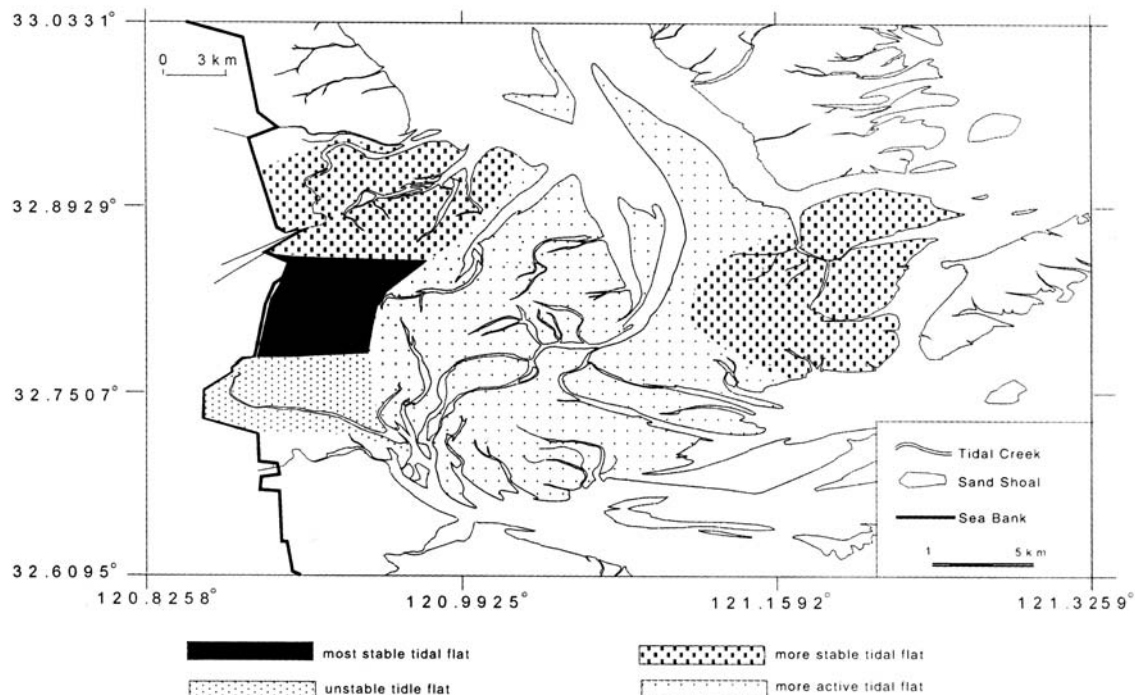 33.0331°
0 3 km
32.8929°
32.7507°
Tidal Creek
Sand Shoal
Sea Bank
1 5 km
32.6095°
120.8258° 120.9925° 121.1592° 121.3259°
most stable tidal flat
more stable tidal flat
unstable tidle flat
more active tidal flat